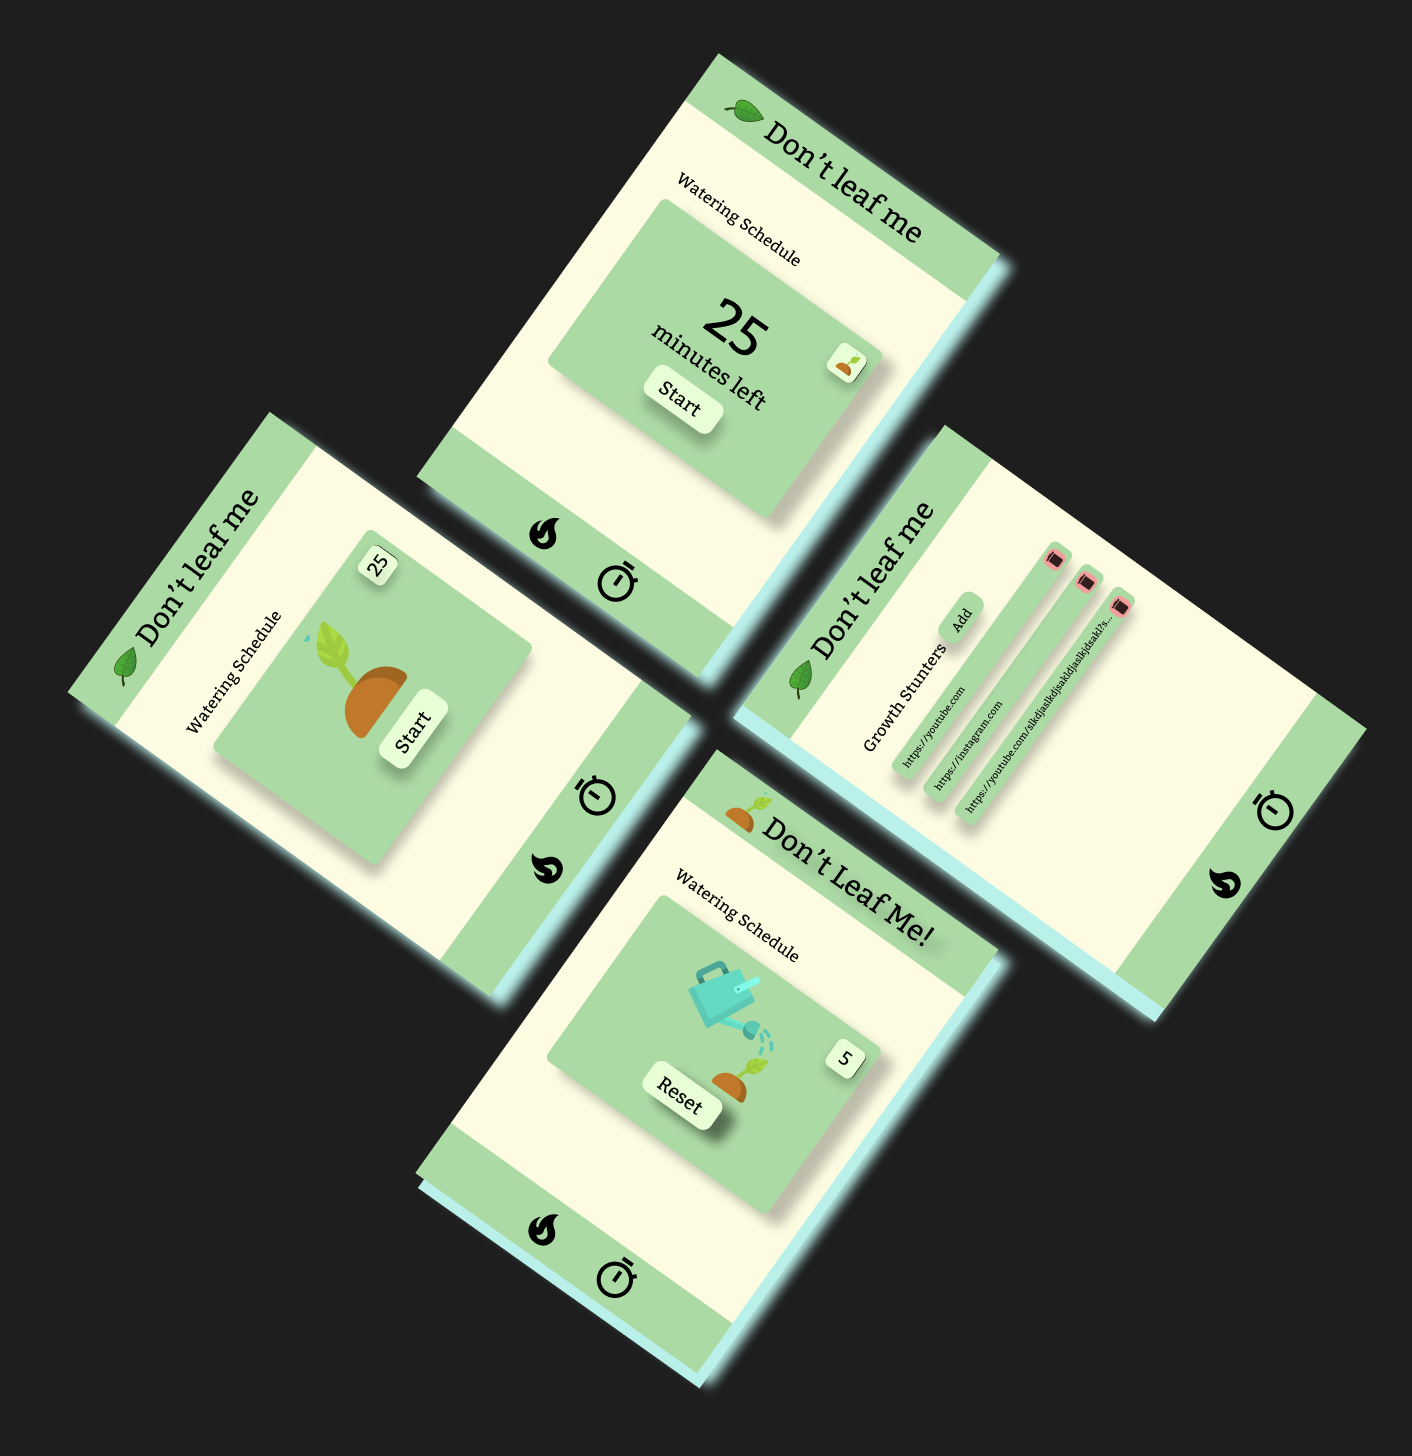 Don't leaf me
Watering Schedule
25
minutes left
Start
Don't leaf me
Watering Schedule
25
Start
Don't leaf me
Growth Stunters
Add
https://youtube.com
https://instagram.com
https://youtube.com/slkdjaslkdjsakldjaslkjdsakl?s...
Don't Leaf Me!
Watering Schedule
5
Reset